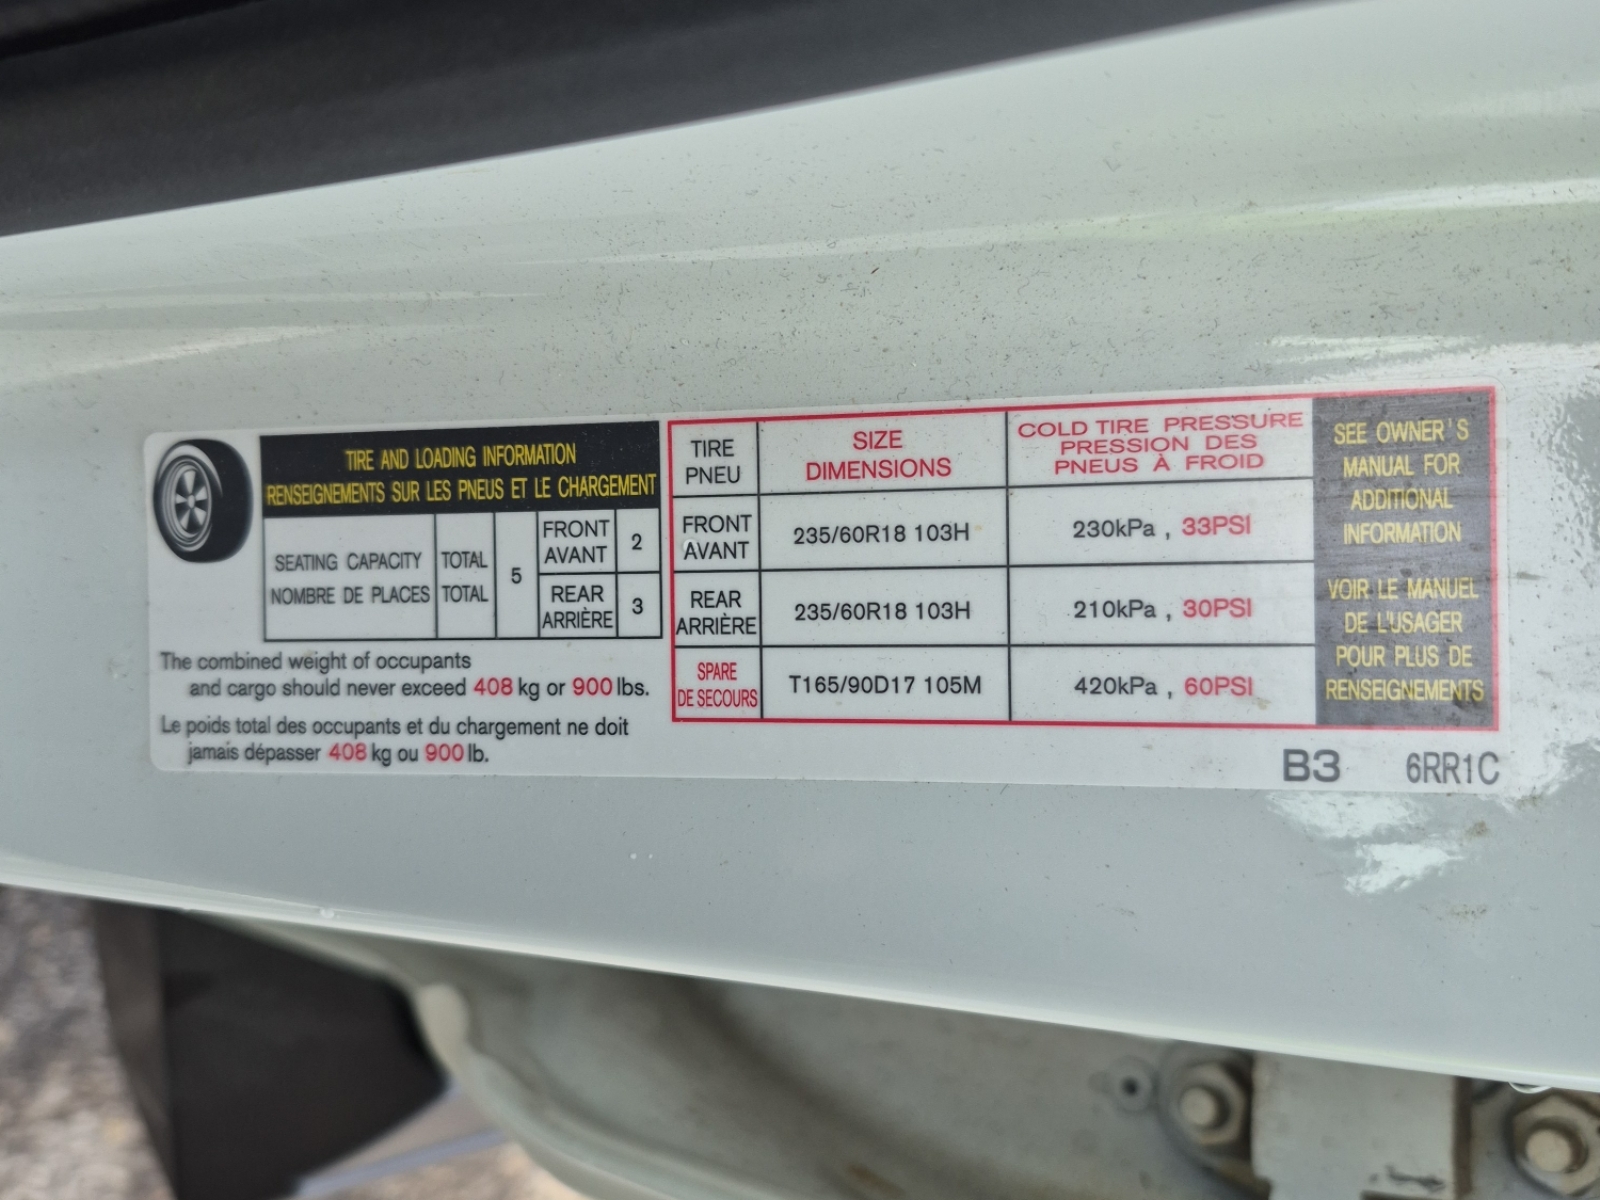 TIRE AND LOADING INFORMATION
RENSEIGNEMENTS SUR LES PNEUS ET LE CHARGEMENT
SEATING CAPACITY
NOMBRE DE PLACES
TOTAL
TOTAL
5
FRONT
AVANT
2
REAR
ARRIÈRE
3
The combined weight of occupants
and cargo should never exceed 408 kg or 900 lbs.
Le poids total des occupants et du chargement ne doit
jamais dépasser 408 kg ou 900 lb.
TIRE
PNEU
SIZE
DIMENSIONS
COLD TIRE PRESSURE
PRESSION DES
PNEUS À FROID
FRONT
AVANT
235/60R18 103H
230kPa , 33PSI
REAR
ARRIÈRE
235/60R18 103H
210kPa , 30PSI
SPARE
DE SECOURS
T165/90D17 105M
420kPa , 60PSI
SEE OWNER'S
MANUAL FOR
ADDITIONAL
INFORMATION
VOIR LE MANUEL
DE L'USAGER
POUR PLUS DE
RENSEIGNEMENTS
B3 6RR1C